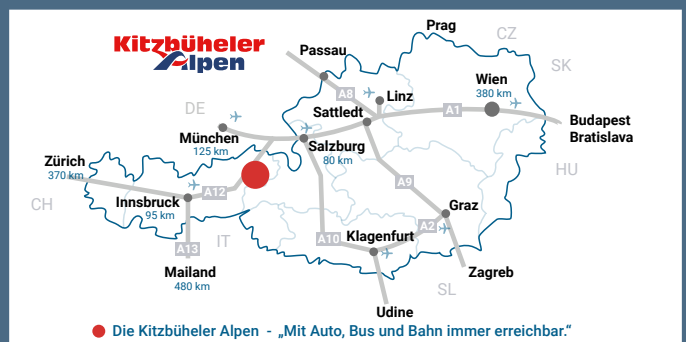 Kitzbüheler
Alpen
Prag
CZ
Passau
SK
Wien
380 km
A8
Linz
DE
Sattledt
A1
Budapest
Bratislava
München
125 km
Salzburg
80 km
Zürich
370 km
HU
A12
A9
CH
Innsbruck
95 km
Graz
IT
A13
A10
Klagenfurt
A2
Mailand
480 km
Zagreb
SL
Udine
Die Kitzbüheler Alpen - „Mit Auto, Bus und Bahn immer erreichbar.“